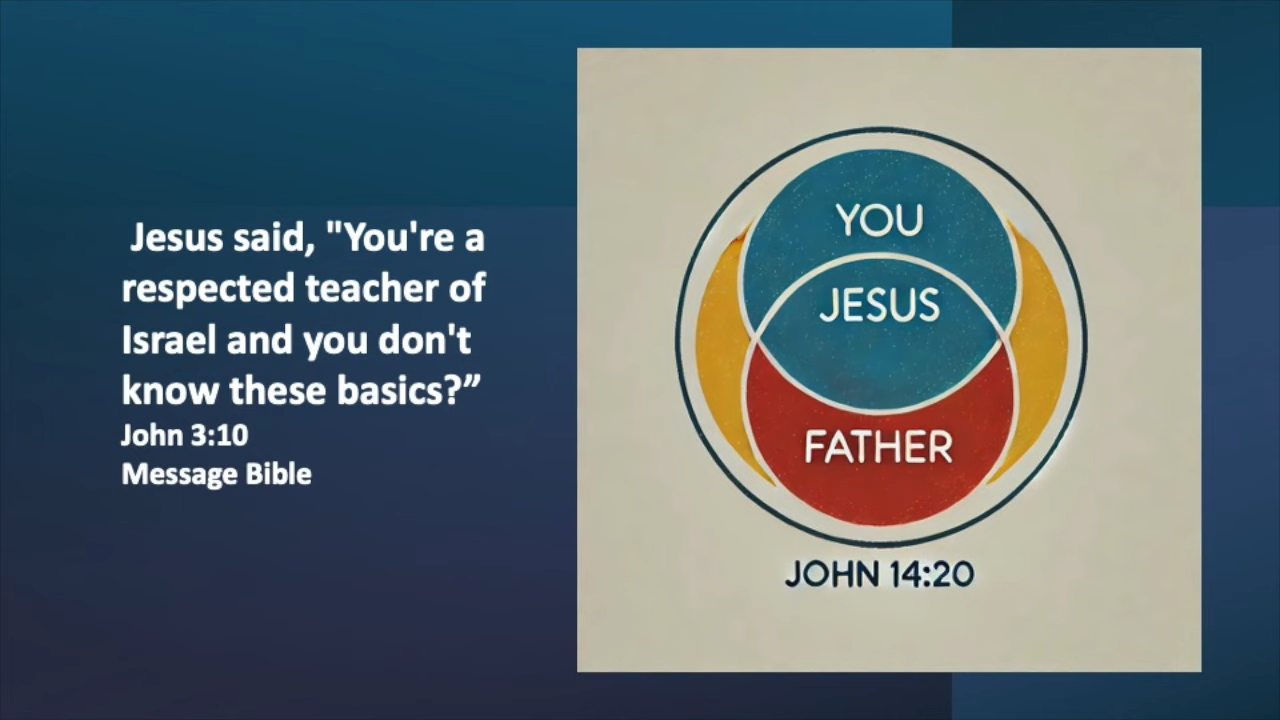 Jesus said, "You're a
respected teacher of
Israel and you don't
know these basics?”
John 3:10
Message Bible
YOU
JESUS
FATHER
JOHN 14:20